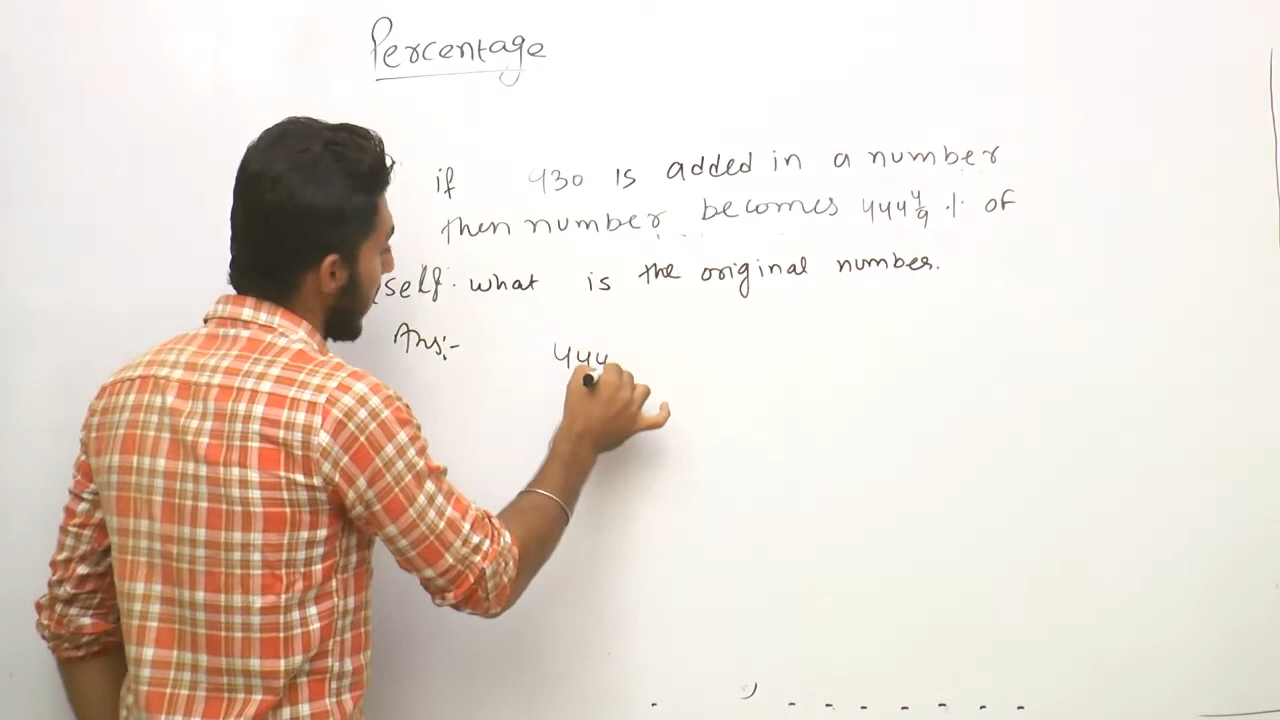 Percentage
if 930 is added in a number
then number becomes 444 4/9 % of
self. what is the original number.
Ans:- 444